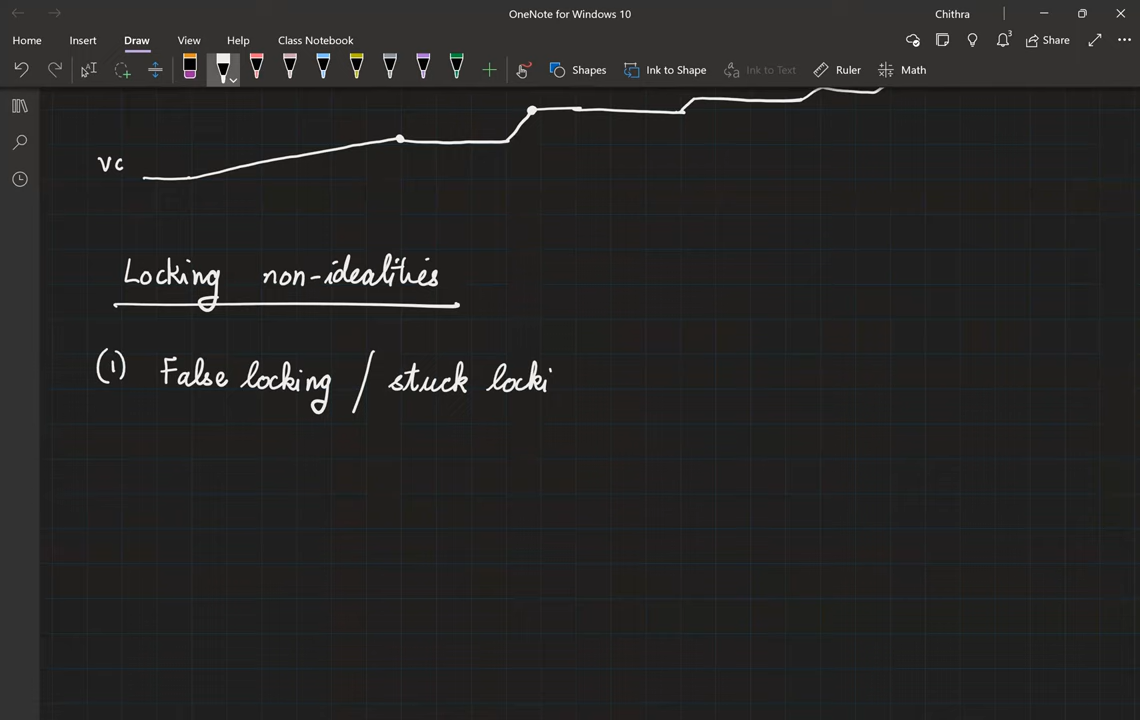 OneNote for Windows 10
Chithra
Home Insert Draw View Help Class Notebook
Share
Shapes Ink to Shape Ink to Text Ruler Math
Vc
Locking non-idealities
(1) False locking / stuck locki